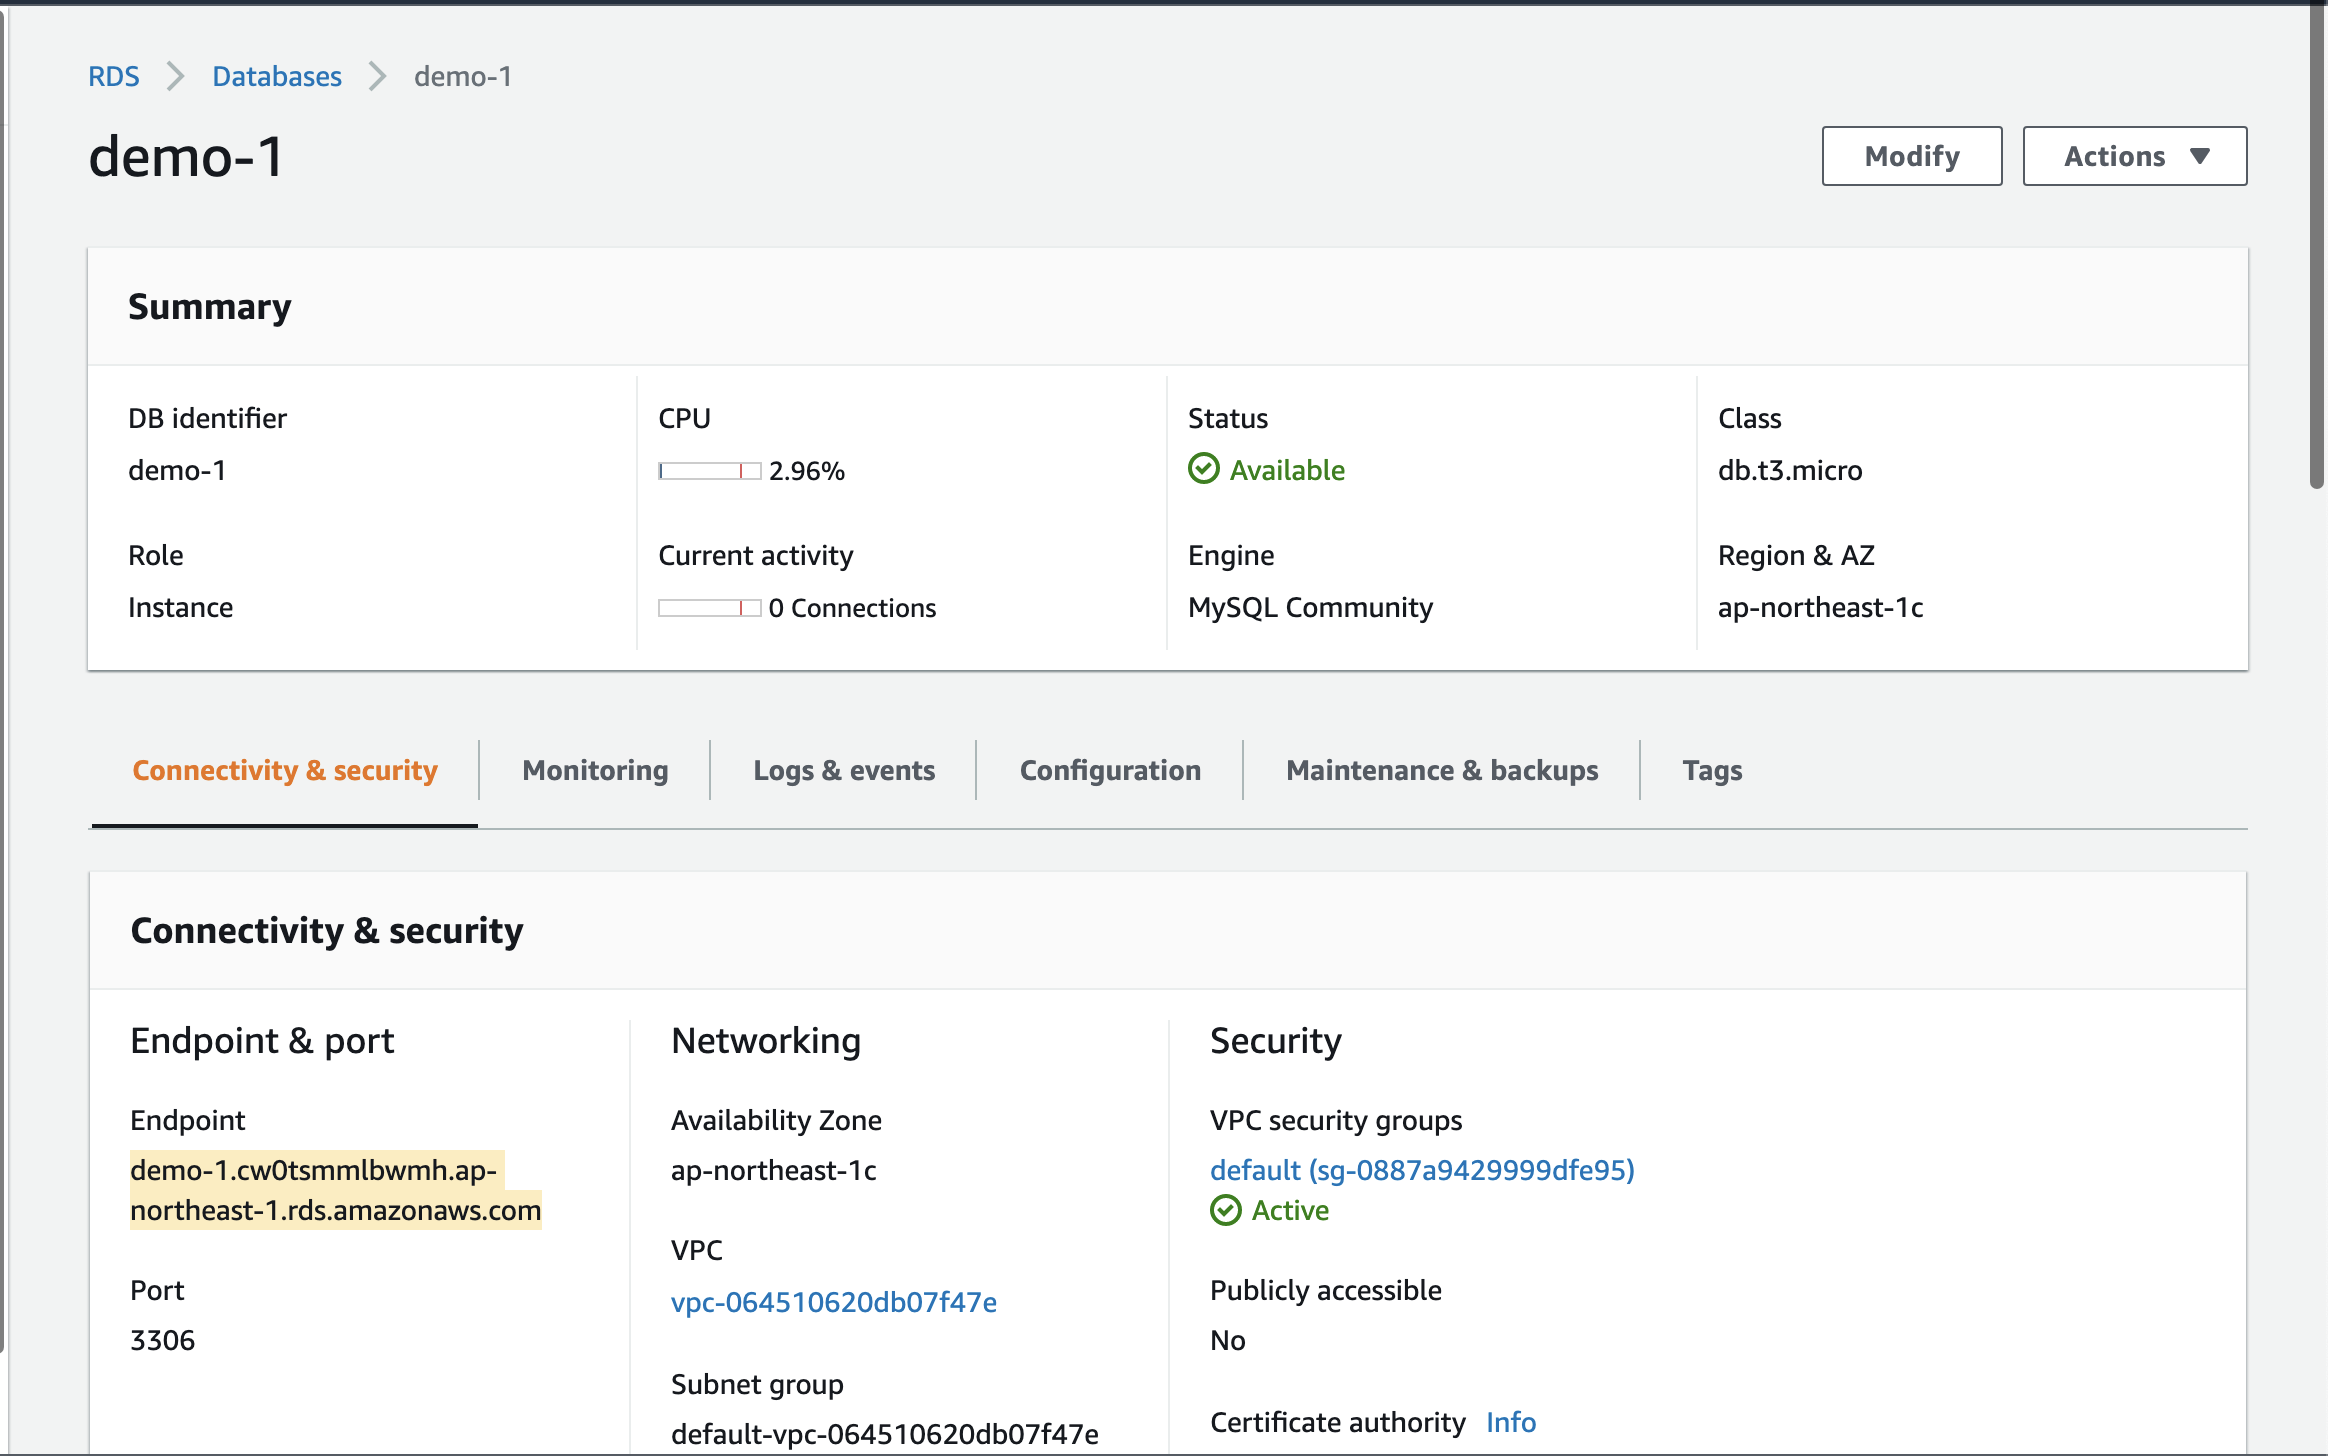 RDS > Databases > demo-1
demo-1
Modify
Actions
Summary
DB identifier
demo-1
CPU
2.96%
Status
Available
Class
db.t3.micro
Role
Instance
Current activity
0 Connections
Engine
MySQL Community
Region & AZ
ap-northeast-1c
Connectivity & security
Monitoring
Logs & events
Configuration
Maintenance & backups
Tags
Connectivity & security
Endpoint & port
Endpoint
demo-1.cw0tsmmlbwmh.ap-
northeast-1.rds.amazonaws.com
Port
3306
Networking
Availability Zone
ap-northeast-1c
VPC
vpc-064510620db07f47e
Subnet group
default-vpc-064510620db07f47e
Security
VPC security groups
default (sg-0887a9429999dfe95)
Active
Publicly accessible
No
Certificate authority Info